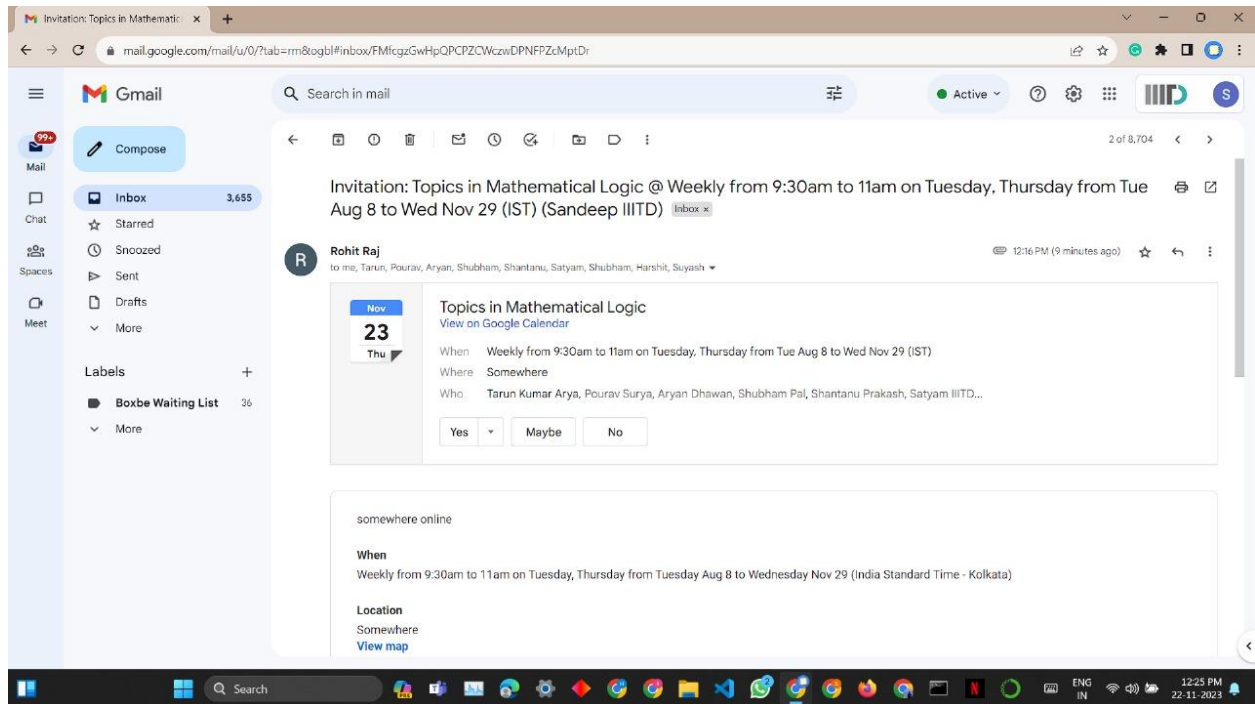 Invitation: Topics in Mathematic
mail.google.com/mail/u/0/?tab=rm&ogbl#inbox/FMfcgzGwHpQPCPZCWczwDPNFPZcMptDr
Gmail
Search in mail
Active
IIID
S
99+
Mail
Compose
2 of 8,704
Chat
Spaces
Meet
Inbox 3,655
Starred
Snoozed
Sent
Drafts
More
Labels
Boxbe Waiting List 36
More
Invitation: Topics in Mathematical Logic @ Weekly from 9:30am to 11am on Tuesday, Thursday from Tue
Aug 8 to Wed Nov 29 (IST) (Sandeep IIITD) Inbox ×
R
Rohit Raj 12:16 PM (9 minutes ago)
to me, Tarun, Pourav, Aryan, Shubham, Shantanu, Satyam, Shubham, Harshit, Suyash
Nov
23
Thu
Topics in Mathematical Logic
View on Google Calendar
When Weekly from 9:30am to 11am on Tuesday, Thursday from Tue Aug 8 to Wed Nov 29 (IST)
Where Somewhere
Who Tarun Kumar Arya, Pourav Surya, Aryan Dhawan, Shubham Pal, Shantanu Prakash, Satyam IIITD...
Yes Maybe No
somewhere online
When
Weekly from 9:30am to 11am on Tuesday, Thursday from Tuesday Aug 8 to Wednesday Nov 29 (India Standard Time - Kolkata)
Location
Somewhere
View map
Search
ENG
IN
12:25 PM
22-11-2023